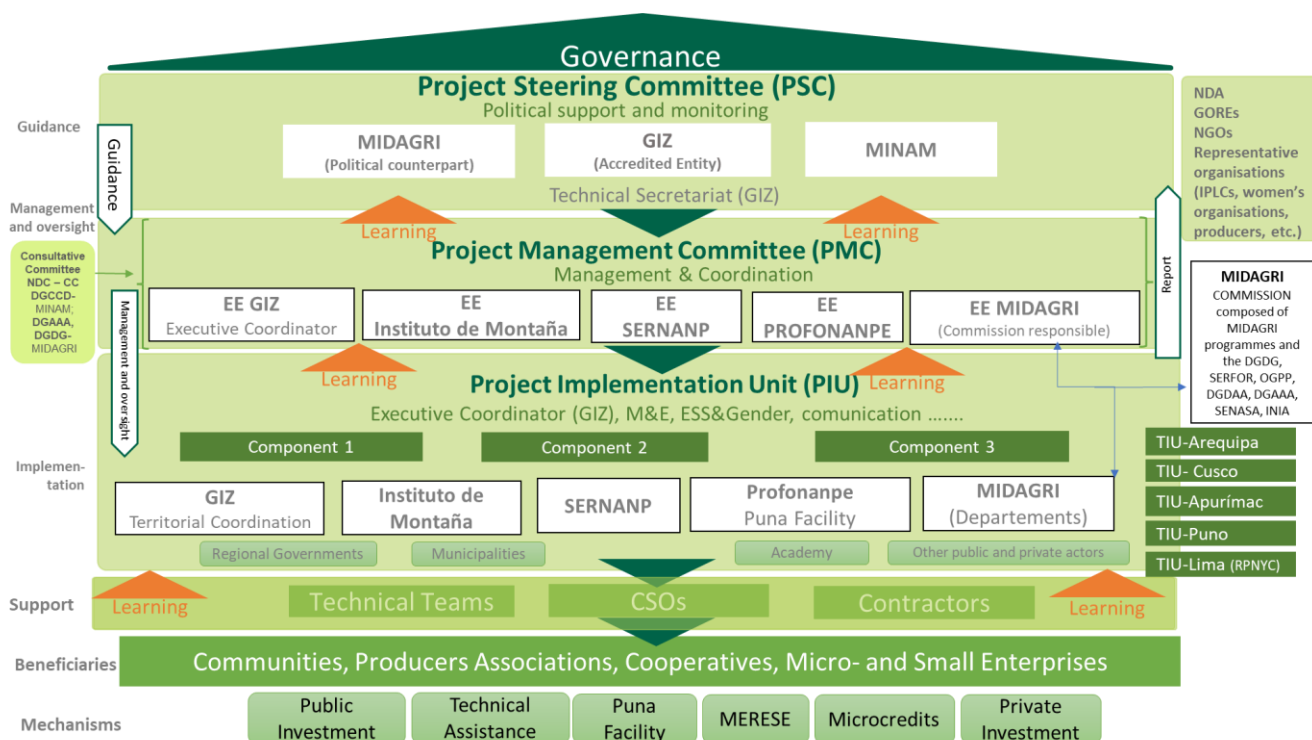 Governance
Project Steering Committee (PSC)
Political support and monitoring
Guidance
Guidance
MIDAGRI
(Political counterpart)
GIZ
(Accredited Entity)
MINAM
Technical Secretariat (GIZ)
NDA
GOREs
NGOs
Representative
organisations
(IPLCs, women's
organisations,
producers, etc.)
Management
and oversight
Learning
Learning
Project Management Committee (PMC)
Management & Coordination
Consultative
Committee
NDC – CC
DGCCD-
MINAM;
DGAAA,
DGDG-
MIDAGRI
EE GIZ
Executive Coordinator
EE
Instituto de Montaña
EE
SERNANP
EE
PROFONANPE
EE MIDAGRI
(Commission responsible)
Report
MIDAGRI
COMMISSION
composed of
MIDAGRI
programmes and
the DGDG,
SERFOR, OGPP,
DGDAA, DGAAA,
SENASA, INIA
Management and oversight
Learning
Learning
Project Implementation Unit (PIU)
Executive Coordinator (GIZ), M&E, ESS&Gender, comunication …....
Component 1
Component 2
Component 3
Implemen-
tation
GIZ
Territorial Coordination
Instituto de
Montaña
SERNANP
Profonanpe
Puna Facility
MIDAGRI
(Departements)
Regional Governments
Municipalities
Academy
Other public and private actors
TIU-Arequipa
TIU- Cusco
TIU-Apurímac
TIU-Puno
TIU-Lima (RPNYC)
Support
Learning
Technical Teams
CSOs
Contractors
Learning
Beneficiaries
Communities, Producers Associations, Cooperatives, Micro- and Small Enterprises
Mechanisms
Public
Investment
Technical
Assistance
Puna
Facility
MERESE
Microcredits
Private
Investment